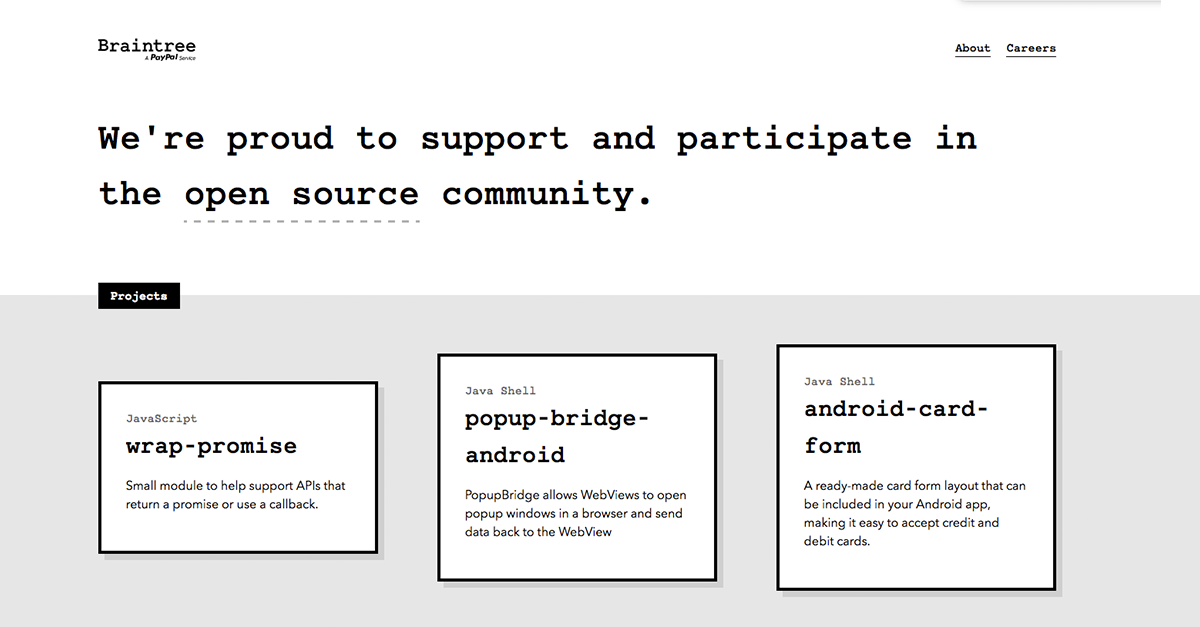 Braintree
A PayPal Service
About Careers
We're proud to support and participate in
the open source community.
Projects
JavaScript
wrap-promise
Small module to help support APIs that
return a promise or use a callback.
Java Shell
popup-bridge-
android
PopupBridge allows WebViews to open
popup windows in a browser and send
data back to the WebView
Java Shell
android-card-
form
A ready-made card form layout that can
be included in your Android app,
making it easy to accept credit and
debit cards.